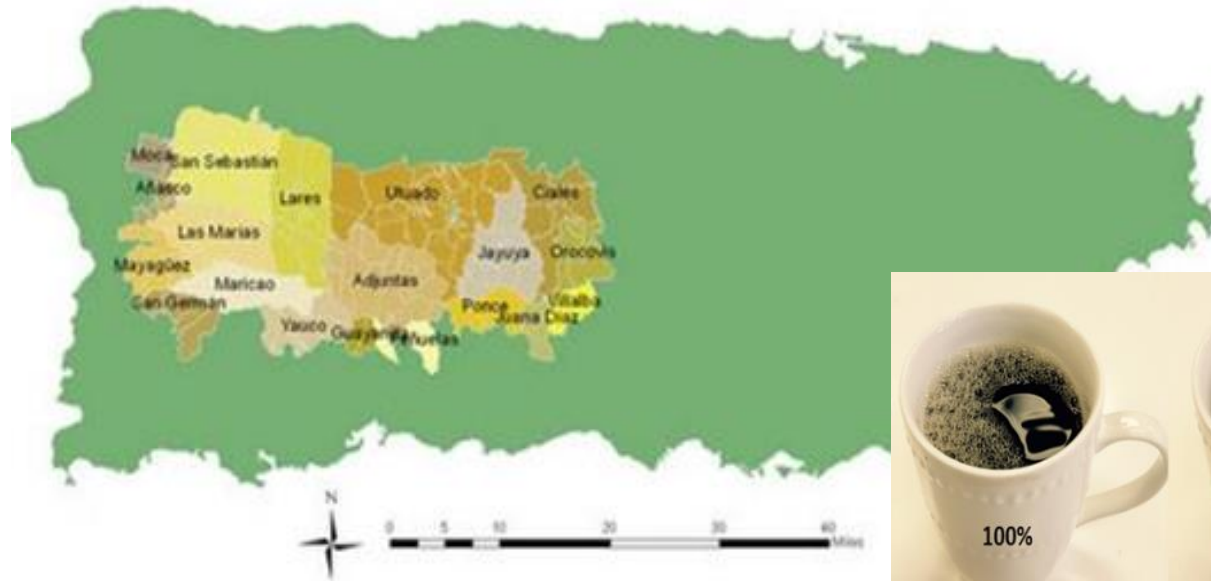 Moca
San Sebastián
Añasco
Lares
Utuado
Ciales
Las Marias
Jayuya
Orocovis
Mayagüez
Maricao
Adjuntas
San Germán
Ponce
Villalba
Juana Díaz
Yauco
Guayanilla
Peñuelas
N
0 5 10 20 30 40
Miles
100%